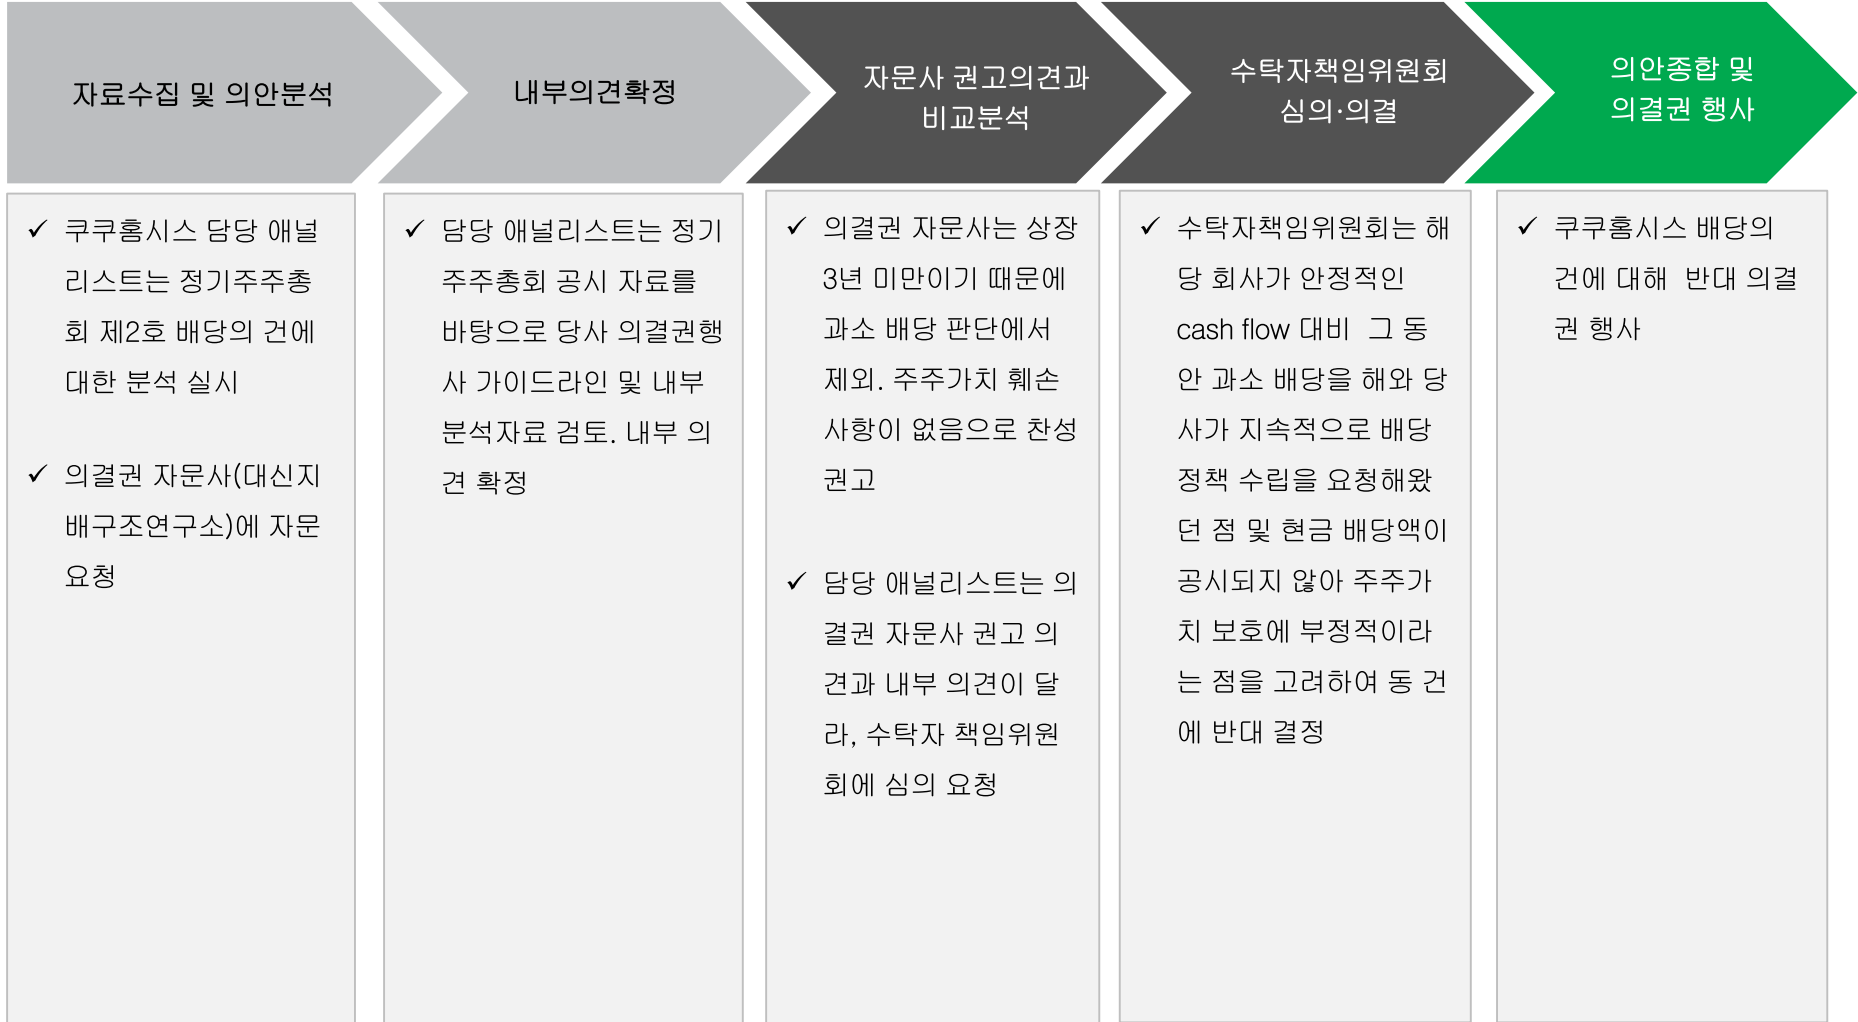 자료수집 및 의안분석
내부의견확정
자문사 권고의견과
비교분석
수탁자책임위원회
심의·의결
의안종합 및
의결권 행사
✓ 쿠쿠홈시스 담당 애널
리스트는 정기주주총
회 제2호 배당의 건에
대한 분석 실시
✓ 의결권 자문사(대신지
배구조연구소)에 자문
요청
✓ 담당 애널리스트는 정기
주주총회 공시 자료를
바탕으로 당사 의결권행
사 가이드라인 및 내부
분석자료 검토. 내부 의
견 확정
✓ 의결권 자문사는 상장
3년 미만이기 때문에
과소 배당 판단에서
제외. 주주가치 훼손
사항이 없음으로 찬성
권고
✓ 담당 애널리스트는 의
결권 자문사 권고 의
견과 내부 의견이 달
라, 수탁자 책임위원
회에 심의 요청
✓ 수탁자책임위원회는 해
당 회사가 안정적인
cash flow 대비 그 동
안 과소 배당을 해와 당
사가 지속적으로 배당
정책 수립을 요청해왔
던 점 및 현금 배당액이
공시되지 않아 주주가
치 보호에 부정적이라
는 점을 고려하여 동 건
에 반대 결정
✓ 쿠쿠홈시스 배당의
건에 대해 반대 의결
권 행사